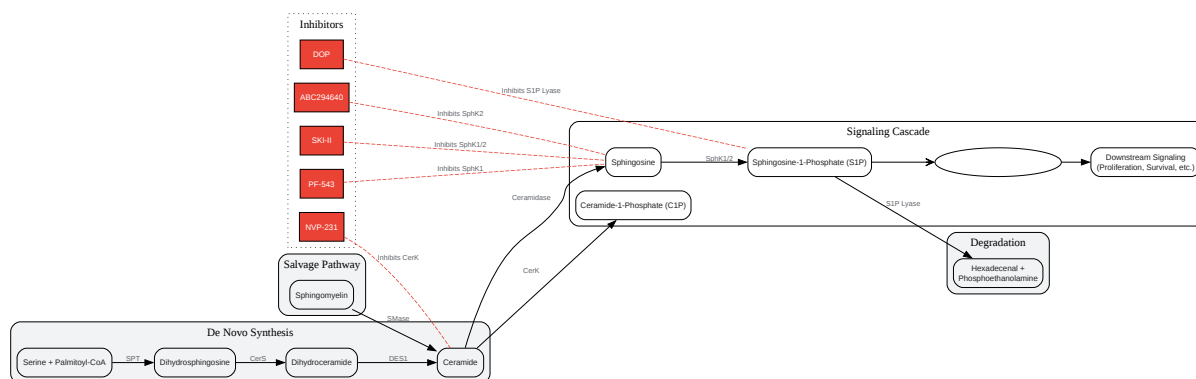 Inhibitors
DOP
Inhibits S1P Lyase
ABC294640
Inhibits SphK2
SKI-II
Inhibits SphK1/2
PF-543
Inhibits SphK1
NVP-231
Inhibits CerK
Signaling Cascade
Sphingosine
SphK1/2
Sphingosine-1-Phosphate (S1P)
Downstream Signaling
(Proliferation, Survival, etc.)
Ceramidase
Ceramide-1-Phosphate (C1P)
S1P Lyase
CerK
Degradation
Hexadecenal +
Phosphoethanolamine
Salvage Pathway
Sphingomyelin
SMase
De Novo Synthesis
Serine + Palmitoyl-CoA
SPT
Dihydrosphingosine
CerS
Dihydroceramide
DES1
Ceramide